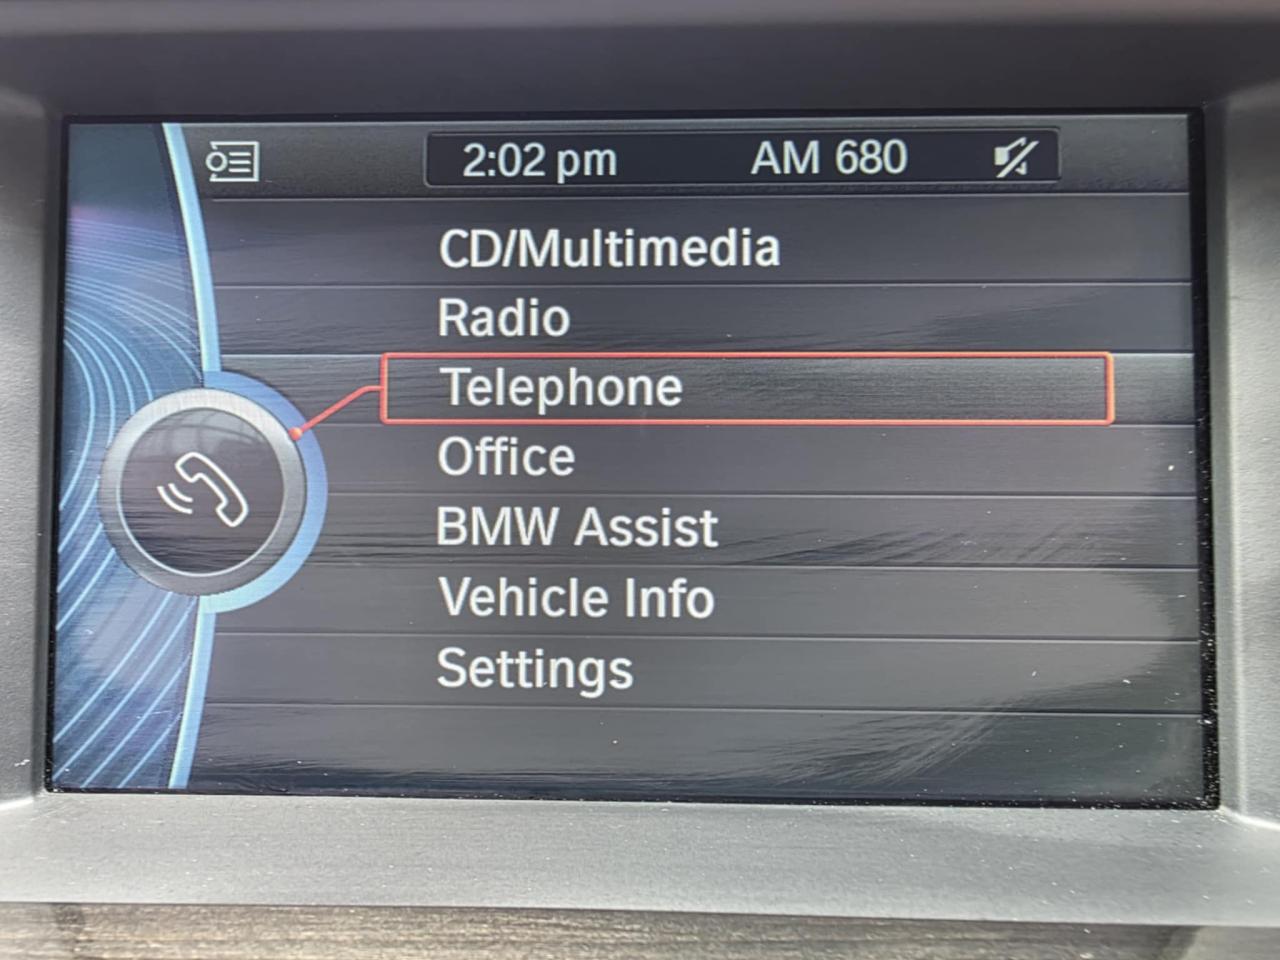 2:02 pm AM 680
CD/Multimedia
Radio
Telephone
Office
BMW Assist
Vehicle Info
Settings